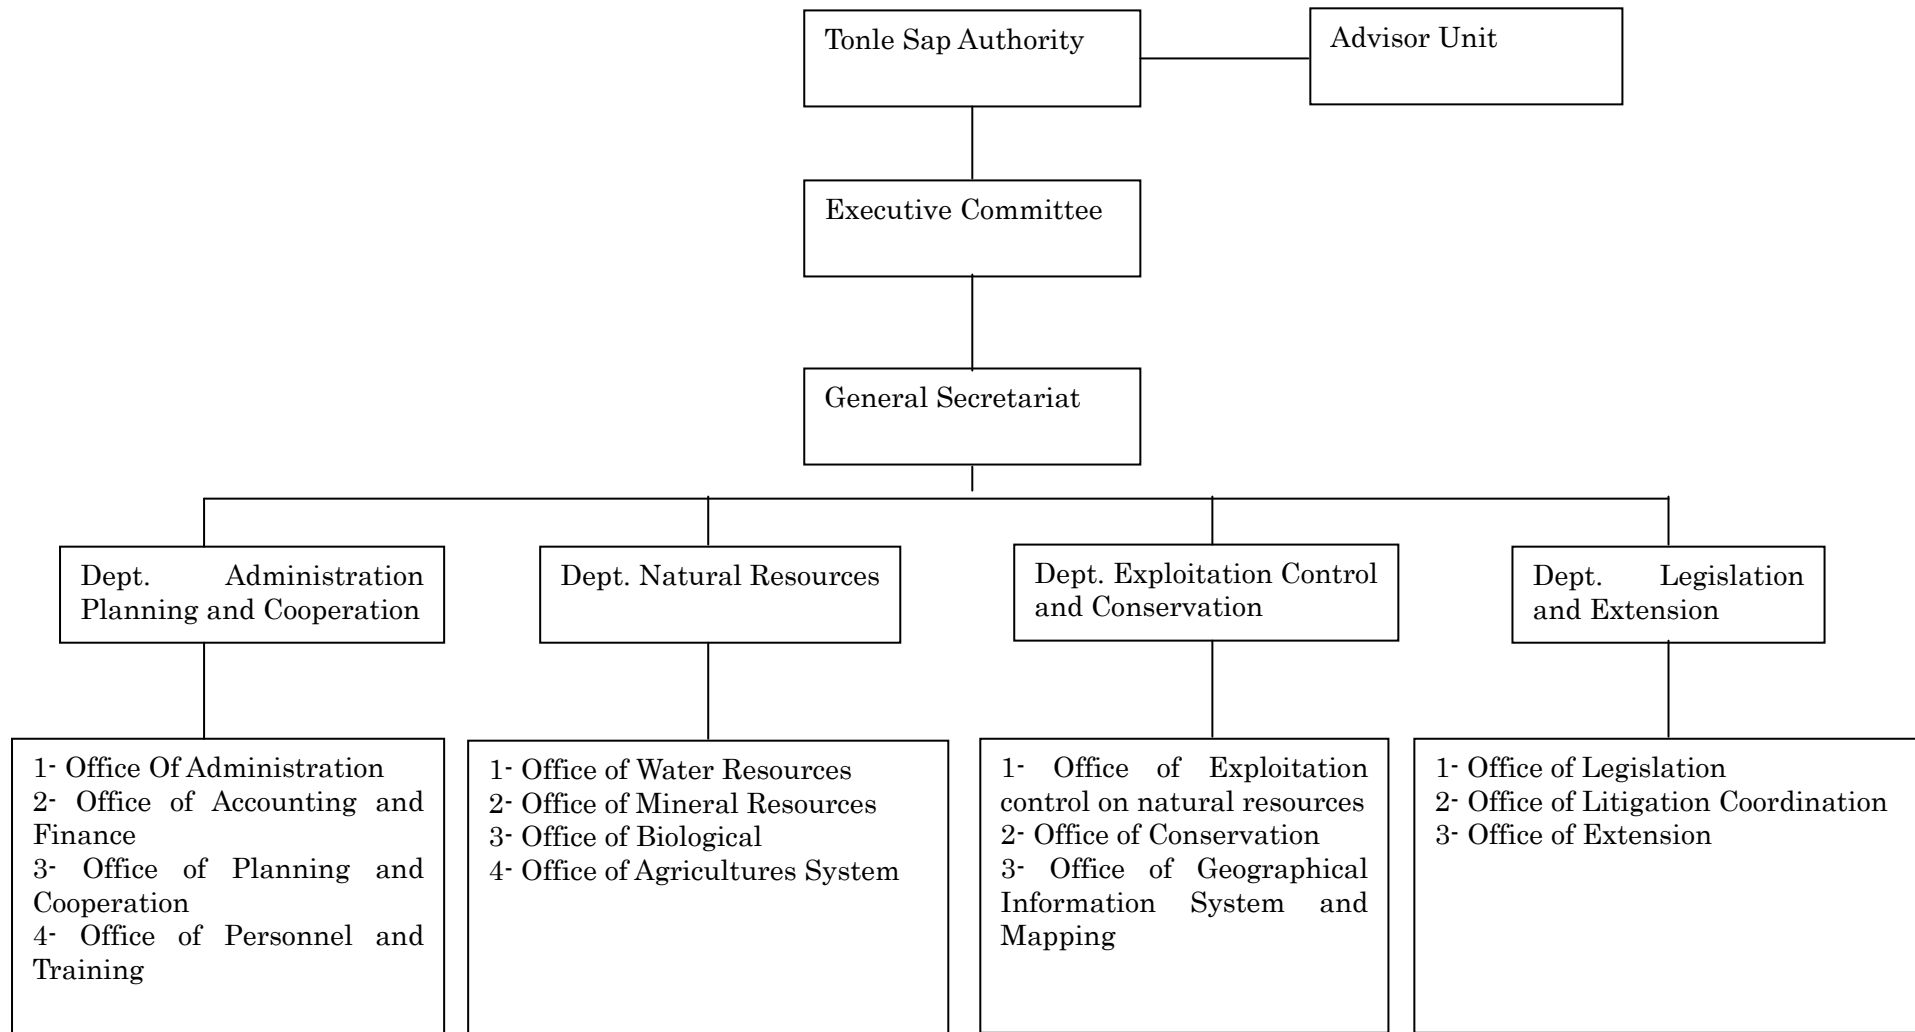 Tonle Sap Authority
Advisor Unit
Executive Committee
General Secretariat
Dept. Administration
Planning and Cooperation
Dept. Natural Resources
Dept. Exploitation Control
and Conservation
Dept. Legislation
and Extension
1- Office Of Administration
2- Office of Accounting and
Finance
3- Office of Planning and
Cooperation
4- Office of Personnel and
Training
1- Office of Water Resources
2- Office of Mineral Resources
3- Office of Biological
4- Office of Agricultures System
1- Office of Exploitation
control on natural resources
2- Office of Conservation
3- Office of Geographical
Information System and
Mapping
1- Office of Legislation
2- Office of Litigation Coordination
3- Office of Extension